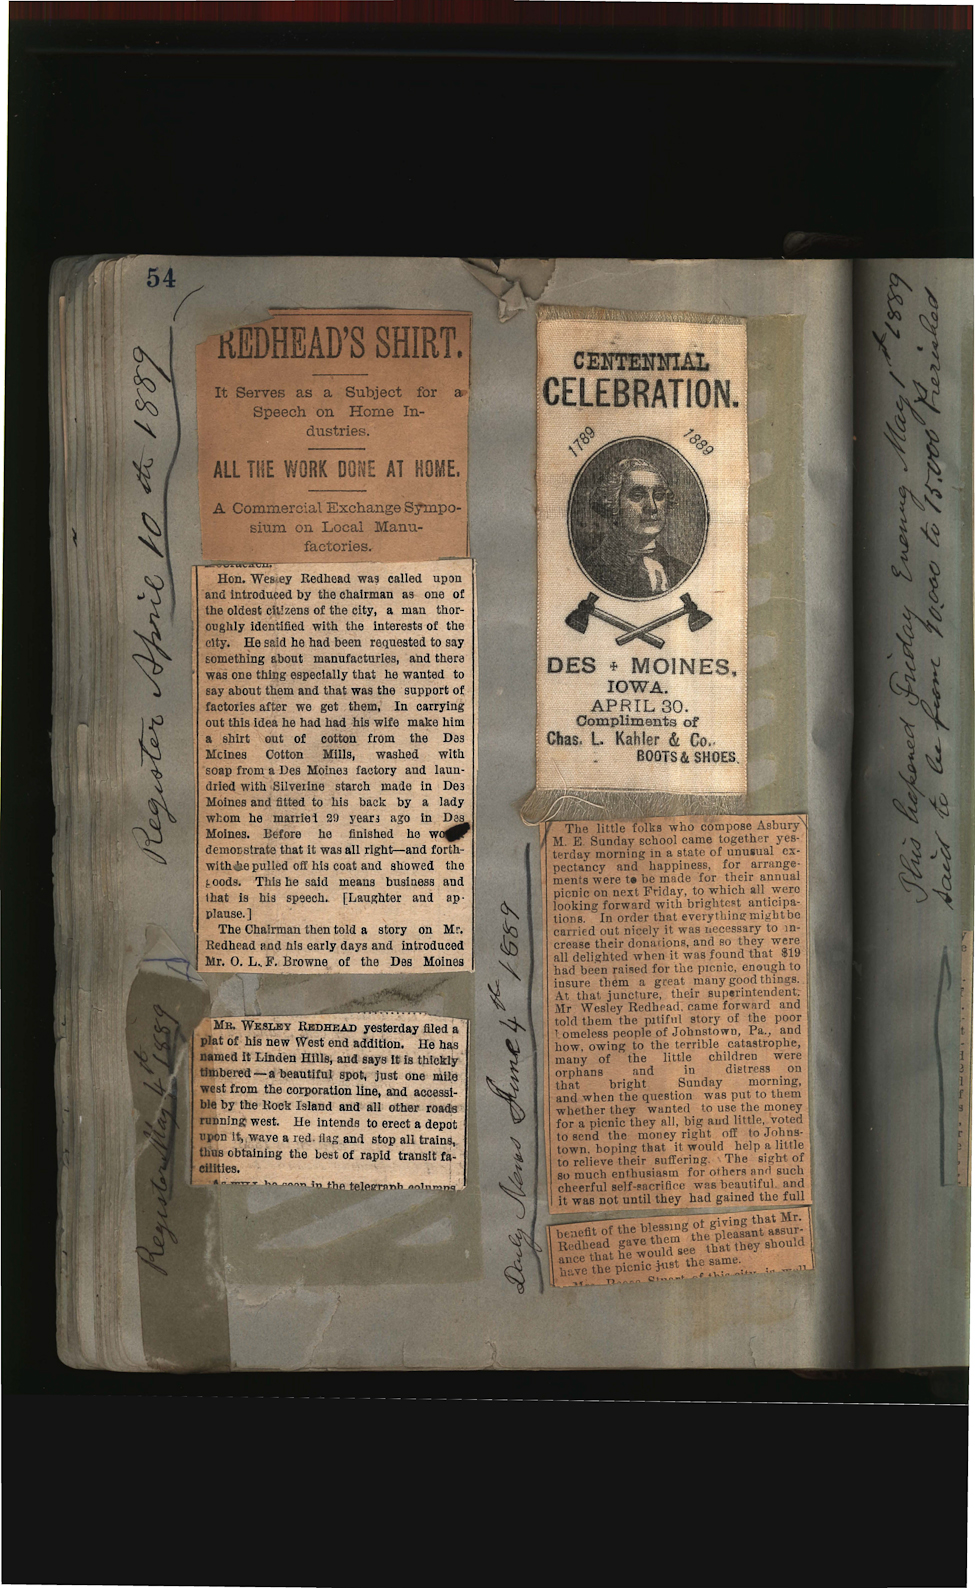 54
Register April 10th 1889
REDHEAD'S SHIRT.
It Serves as a Subject for a
Speech on Home In-
dustries.
ALL THE WORK DONE AT HOME.
A Commercial Exchange Sympo-
sium on Local Manu-
factories.
Hon. Wesley Redhead was called upon
and introduced by the chairman as one of
the oldest citizens of the city, a man thor-
oughly identified with the interests of the
city. He said he had been requested to say
something about manufacturies, and there
was one thing especially that he wanted to
say about them and that was the support of
factories after we get them. In carrying
out this idea he had had his wife make him
a shirt out of cotton from the Des
Moines Cotton Mills, washed with
soap from a Des Moines factory and laun-
dried with Silverine starch made in Des
Moines and fitted to his back by a lady
whom he married 29 years ago in Des
Moines. Before he finished he wo
demonstrate that it was all right—and forth-
with he pulled off his coat and showed the
goods. This he said means business and
that is his speech. [Laughter and ap-
plause.]
The Chairman then told a story on Mr.
Redhead and his early days and introduced
Mr. O. L. F. Browne of the Des Moines
Register May 4th 1889
MR. WESLEY REDHEAD yesterday filed a
plat of his new West end addition. He has
named it Linden Hills, and says it is thickly
timbered—a beautiful spot, just one mile
west from the corporation line, and accessi-
ble by the Rock Island and all other roads
running west. He intends to erect a depot
upon it, wave a red flag and stop all trains,
thus obtaining the best of rapid transit fa-
cilities.
As will be seen in the telegraph columns
CENTENNIAL
CELEBRATION.
1789 1889
DES + MOINES,
IOWA.
APRIL 30.
Compliments of
Chas. L. Kahler & Co.
BOOTS & SHOES.
Daily News June 4th 1889
The little folks who compose Asbury
M. E. Sunday school came together yes-
terday morning in a state of unusual ex-
pectancy and happiness, for arrange-
ments were to be made for their annual
picnic on next Friday, to which all were
looking forward with brightest anticipa-
tions. In order that everything might be
carried out nicely it was necessary to in-
crease their donations, and so they were
all delighted when it was found that $19
had been raised for the picnic, enough to
insure them a great many good things.
At that juncture, their superintendent,
Mr Wesley Redhead, came forward and
told them the pitiful story of the poor
omeless people of Johnstown, Pa., and
how, owing to the terrible catastrophe,
many of the little children were
orphans and in distress on
that bright Sunday morning,
and when the question was put to them
whether they wanted to use the money
for a picnic they all, big and little, voted
to send the money right off to Johns-
town, hoping that it would help a little
to relieve their suffering. The sight of
so much enthusiasm for others and such
cheerful self-sacrifice was beautiful and
it was not until they had gained the full
benefit of the blessing of giving that Mr.
Redhead gave them the pleasant assur-
ance that he would see that they should
have the picnic just the same.
This hapened Friday Evening May 1st 1889
said to be from 10.000 to 15.000 perished